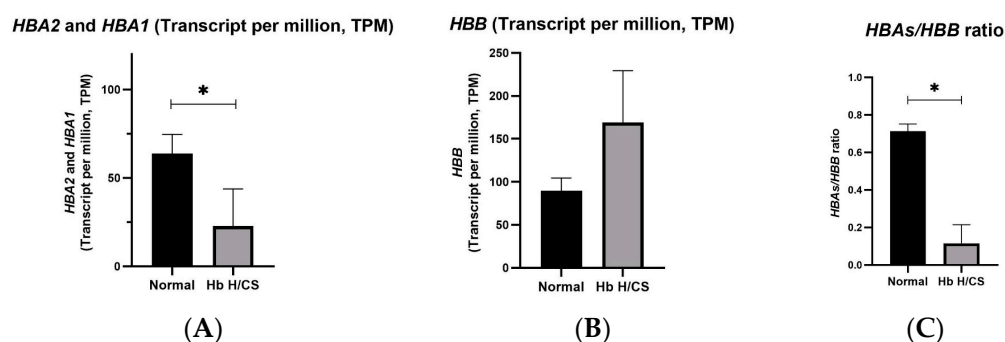 HBA2 and HBA1 (Transcript per million, TPM)
HBA2 and HBA1
(Transcript per million, TPM)
100
50
0
*
Normal
Hb H/CS
(A)
HBB (Transcript per million, TPM)
HBB
(Transcript per million, TPM)
250
200
150
100
50
0
Normal
Hb H/CS
(B)
HBAs/HBB ratio
HBAs/HBB ratio
1.0
0.8
0.6
0.4
0.2
0.0
*
Normal
Hb H/CS
(C)